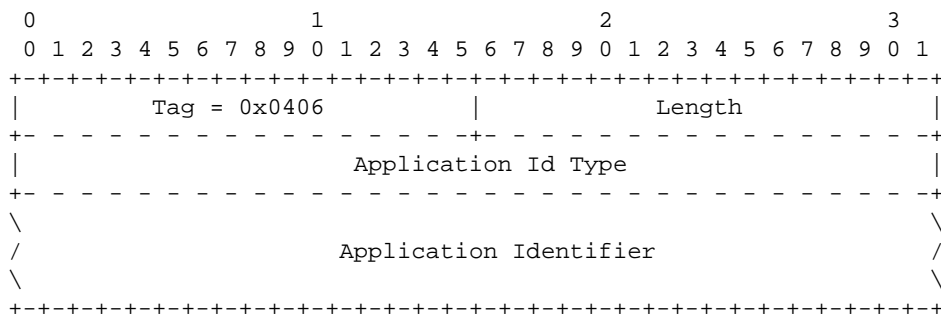 0                   1                   2                   3
 0 1 2 3 4 5 6 7 8 9 0 1 2 3 4 5 6 7 8 9 0 1 2 3 4 5 6 7 8 9 0 1
+-+-+-+-+-+-+-+-+-+-+-+-+-+-+-+-+-+-+-+-+-+-+-+-+-+-+-+-+-+-+-+-+
|         Tag = 0x0406          |            Length             |
+- - - - - - - - - - - - - - - -+- - - - - - - - - - - - - - - -+
|                       Application Id Type                     |
+- - - - - - - - - - - - - - - - - - - - - - - - - - - - - - - -+
\                                                               \
/                      Application Identifier                   /
\                                                               \
+-+-+-+-+-+-+-+-+-+-+-+-+-+-+-+-+-+-+-+-+-+-+-+-+-+-+-+-+-+-+-+-+